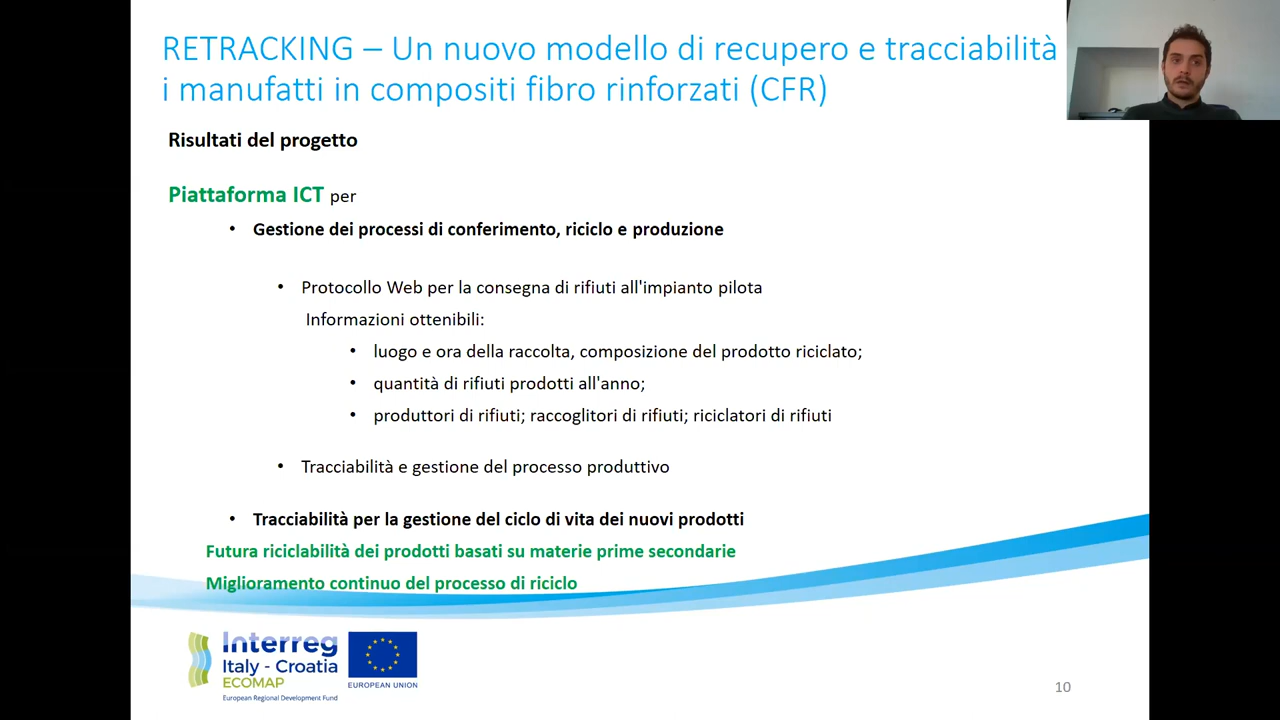 RETRACKING – Un nuovo modello di recupero e tracciabilità
i manufatti in compositi fibro rinforzati (CFR)
Risultati del progetto
Piattaforma ICT per
• Gestione dei processi di conferimento, riciclo e produzione
• Protocollo Web per la consegna di rifiuti all'impianto pilota
Informazioni ottenibili:
• luogo e ora della raccolta, composizione del prodotto riciclato;
• quantità di rifiuti prodotti all'anno;
• produttori di rifiuti; raccoglitori di rifiuti; riciclatori di rifiuti
• Tracciabilità e gestione del processo produttivo
• Tracciabilità per la gestione del ciclo di vita dei nuovi prodotti
Futura riciclabilità dei prodotti basati su materie prime secondarie
Miglioramento continuo del processo di riciclo
Interreg
Italy - Croatia
ECOMAP
European Regional Development Fund
EUROPEAN UNION
10